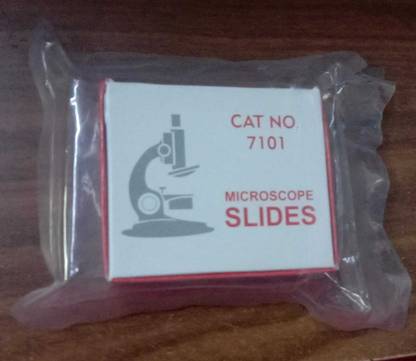 CAT NO.
7101
MICROSCOPE
SLIDES